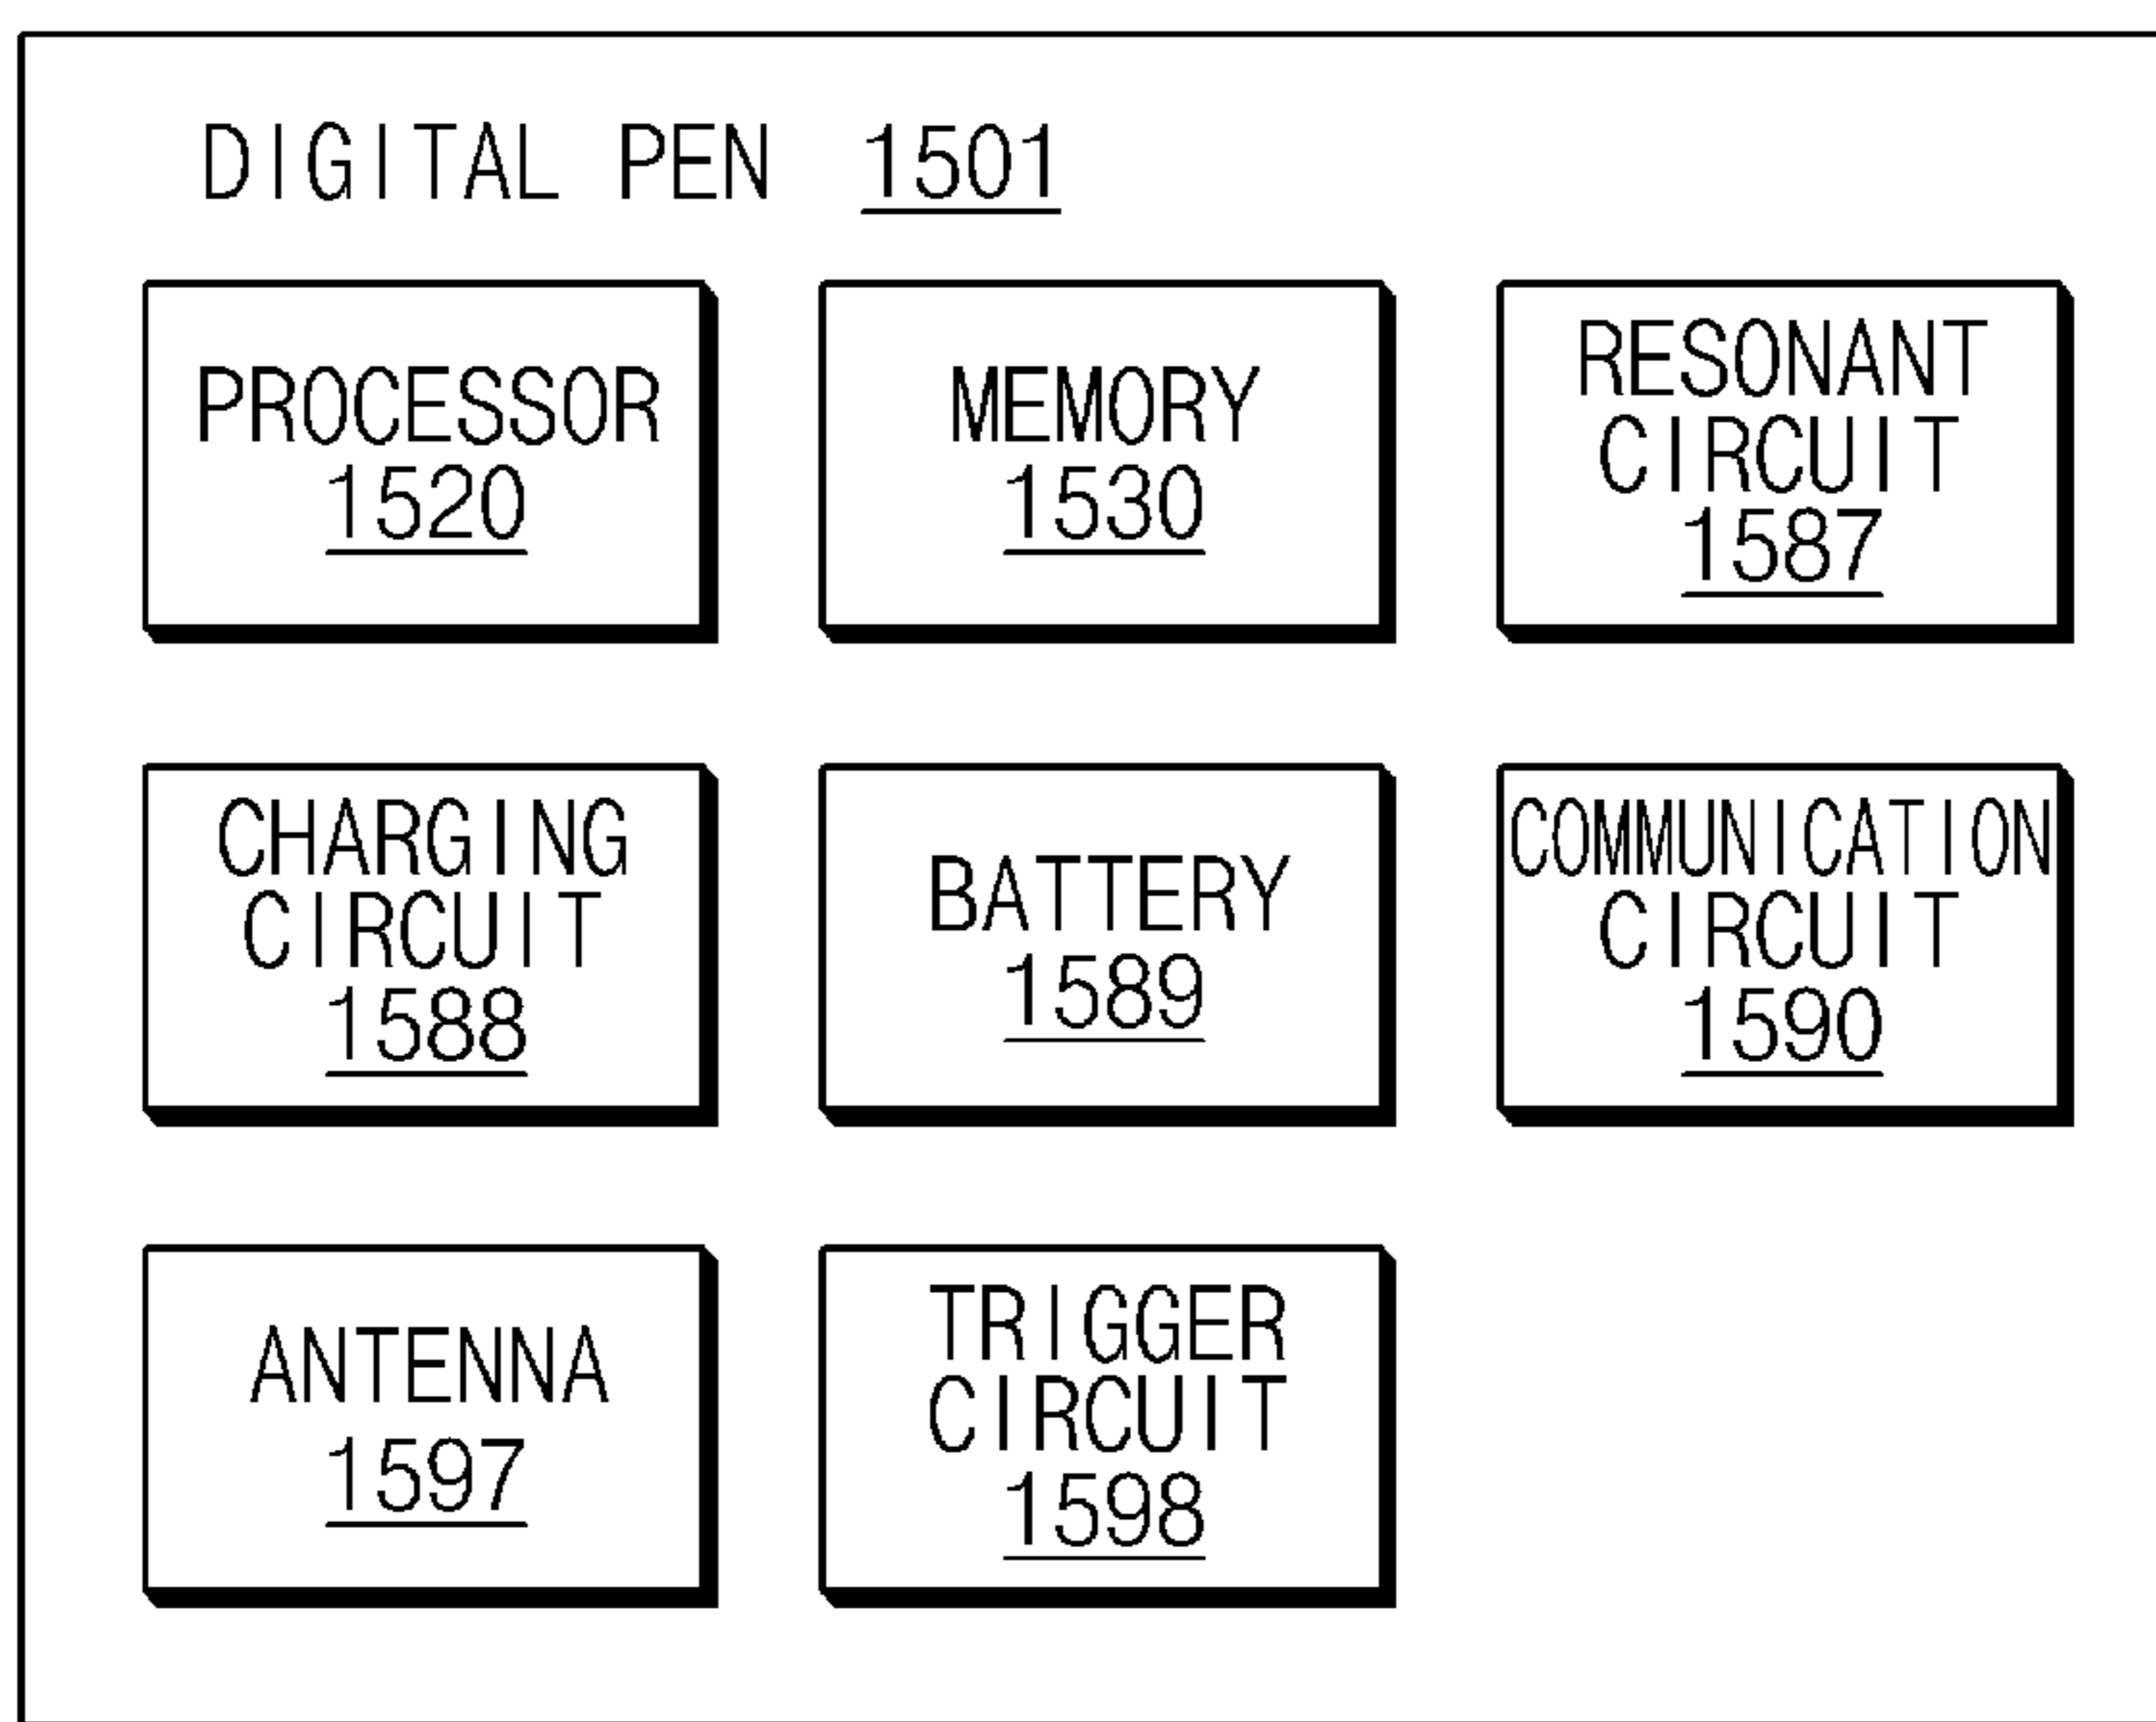 DIGITAL PEN 1501
PROCESSOR
1520
MEMORY
1530
RESONANT
CIRCUIT
1587
CHARGING
CIRCUIT
1588
BATTERY
1589
COMMUNICATION
CIRCUIT
1590
ANTENNA
1597
TRIGGER
CIRCUIT
1598